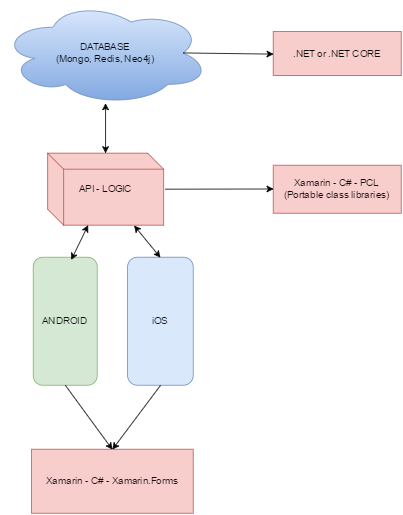 DATABASE
(Mongo, Redis, Neo4j)
.NET or .NET CORE
API - LOGIC
Xamarin - C# - PCL
(Portable class libraries)
ANDROID
iOS
Xamarin - C# - Xamarin.Forms